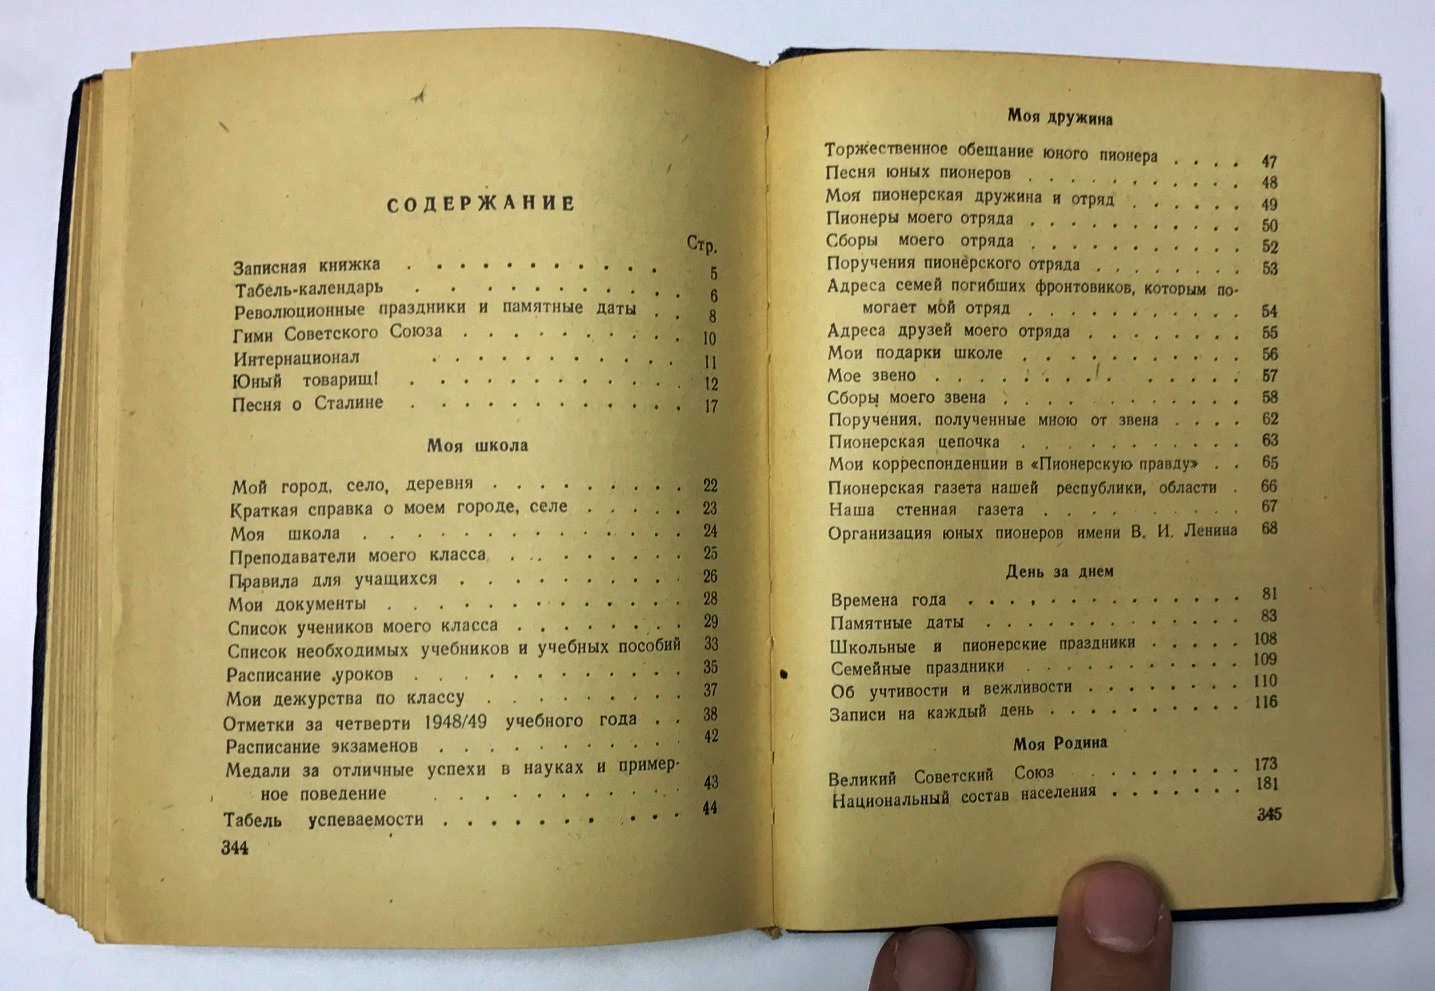 СОДЕРЖАНИЕ
Стр.
Записная книжка . . . . . . . . . . . 5
Табель-календарь . . . . . . . . . . . 6
Революционные праздники и памятные даты . . 8
Гимн Советского Союза . . . . . . . . . 10
Интернационал . . . . . . . . . . . 11
Юный товарищ! . . . . . . . . . . . . 12
Песня о Сталине . . . . . . . . . . . . 17
Моя школа
Мой город, село, деревня . . . . . . . . . 22
Краткая справка о моем городе, селе . . . . . 23
Моя школа . . . . . . . . . . . . . 24
Преподаватели моего класса . . . . . . . . 25
Правила для учащихся . . . . . . . . . 26
Мои документы . . . . . . . . . . . . 28
Список учеников моего класса . . . . . . . 29
Список необходимых учебников и учебных пособий 33
Расписание уроков . . . . . . . . . . . 35
Мои дежурства по классу . . . . . . . . . 37
Отметки за четверти 1948/49 учебного года . . 38
Расписание экзаменов . . . . . . . . . . 42
Медали за отличные успехи в науках и пример-
ное поведение . . . . . . . . . . . 43
Табель успеваемости . . . . . . . . . . 44
344
Моя дружина
Торжественное обещание юного пионера . . . . 47
Песня юных пионеров . . . . . . . . . . 48
Моя пионерская дружина и отряд . . . . . . 49
Пионеры моего отряда . . . . . . . . . . 50
Сборы моего отряда . . . . . . . . . . . 52
Поручения пионерского отряда . . . . . . . 53
Адреса семей погибших фронтовиков, которым по-
могает мой отряд . . . . . . . . . . 54
Адреса друзей моего отряда . . . . . . . . 55
Мои подарки школе . . . . . . . . . . . 56
Мое звено . . . . . . . . . . . . . . 57
Сборы моего звена . . . . . . . . . . . 58
Поручения, полученные мною от звена . . . . 62
Пионерская цепочка . . . . . . . . . . 63
Мои корреспонденции в «Пионерскую правду» . . 65
Пионерская газета нашей республики, области . 66
Наша стенная газета . . . . . . . . . . 67
Организация юных пионеров имени В. И. Ленина 68
День за днем
Времена года . . . . . . . . . . . . . 81
Памятные даты . . . . . . . . . . . . 83
Школьные и пионерские праздники . . . . . 108
Семейные праздники . . . . . . . . . . 109
Об учтивости и вежливости . . . . . . . . 110
Записи на каждый день . . . . . . . . . . 116
Моя Родина
Великий Советский Союз . . . . . . . . 173
Национальный состав населения . . . . . . . 181
345